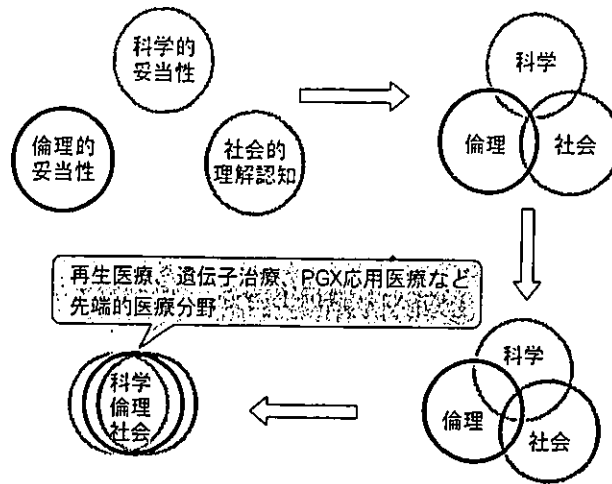 科学的
妥当性
倫理的
妥当性
社会的
理解認知
科学
倫理
社会
再生医療、遺伝子治療、PGX応用医療など
先端的医療分野
科学
倫理
社会
科学
倫理
社会